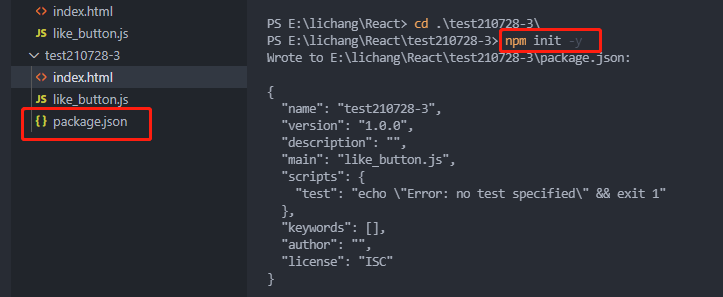 <> index.html
JS like_button.js
test210728-3
<> index.html
JS like_button.js
{} package.json
PS E:\lichang\React> cd .\test210728-3\
PS E:\lichang\React\test210728-3> npm init -y
Wrote to E:\lichang\React\test210728-3\package.json:
{
"name": "test210728-3",
"version": "1.0.0",
"description": "",
"main": "like_button.js",
"scripts": {
"test": "echo \"Error: no test specified\" && exit 1"
},
"keywords": [],
"author": "",
"license": "ISC"
}